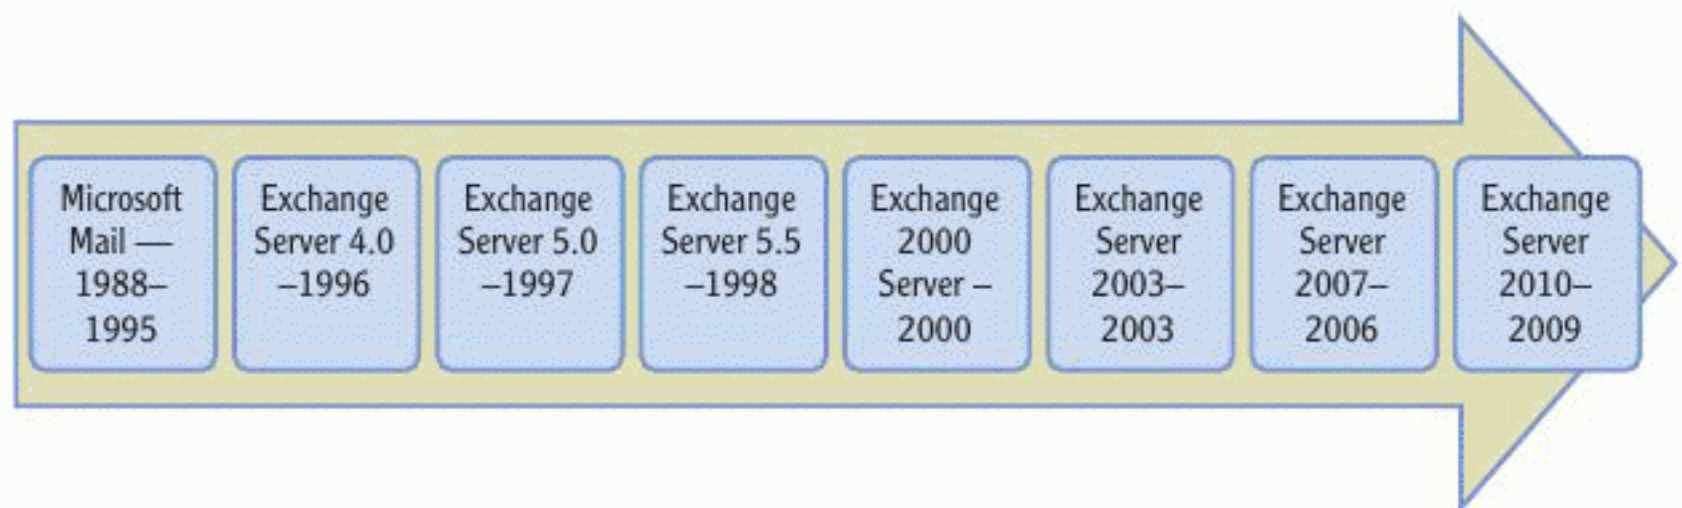 Microsoft
Mail —
1988–
1995
Exchange
Server 4.0
–1996
Exchange
Server 5.0
–1997
Exchange
Server 5.5
–1998
Exchange
2000
Server –
2000
Exchange
Server
2003–
2003
Exchange
Server
2007–
2006
Exchange
Server
2010–
2009